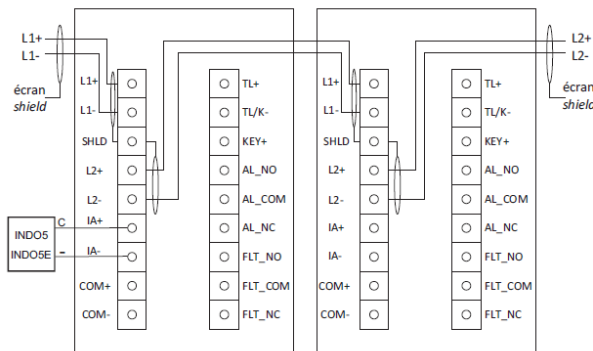 L1+
L1-
écran
shield
L1+
L1-
SHLD
L2+
L2-
IA+
IA-
COM+
COM-
TL+
TL/K-
KEY+
AL_NO
AL_COM
AL_NC
FLT_NO
FLT_COM
FLT_NC
INDO5
INDO5E
C
-
L1+
L1-
SHLD
L2+
L2-
IA+
IA-
COM+
COM-
TL+
TL/K-
KEY+
AL_NO
AL_COM
AL_NC
FLT_NO
FLT_COM
FLT_NC
L2+
L2-
écran
shield